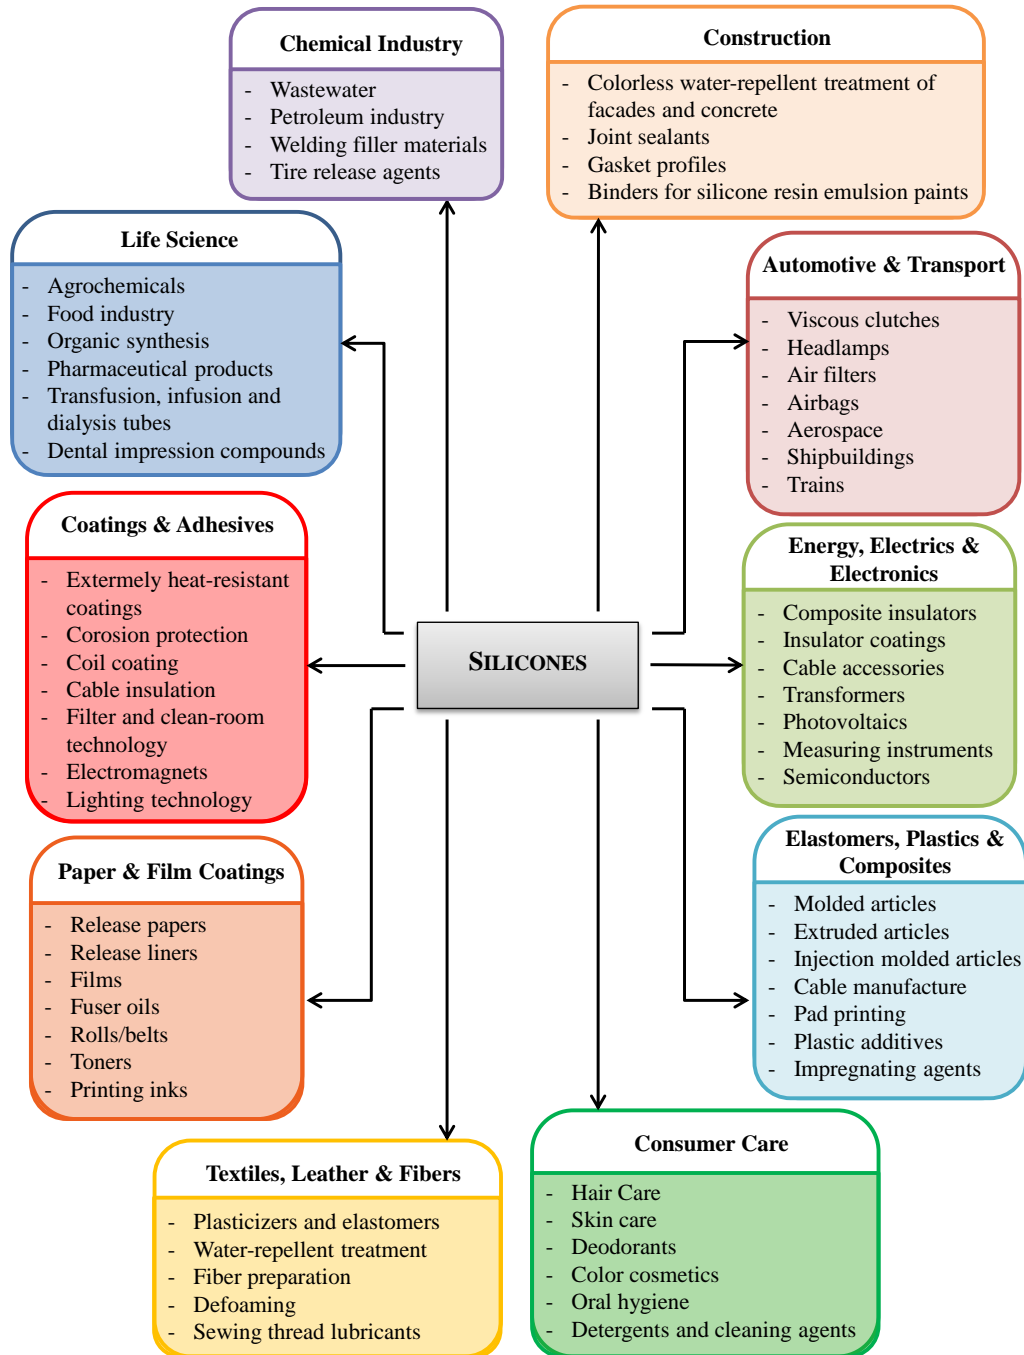 Chemical Industry
- Wastewater
- Petroleum industry
- Welding filler materials
- Tire release agents
Construction
- Colorless water-repellent treatment of
facades and concrete
- Joint sealants
- Gasket profiles
- Binders for silicone resin emulsion paints
Life Science
- Agrochemicals
- Food industry
- Organic synthesis
- Pharmaceutical products
- Transfusion, infusion and
dialysis tubes
- Dental impression compounds
Automotive & Transport
- Viscous clutches
- Headlamps
- Air filters
- Airbags
- Aerospace
- Shipbuildings
- Trains
Coatings & Adhesives
- Extermely heat-resistant
coatings
- Corosion protection
- Coil coating
- Cable insulation
- Filter and clean-room
technology
- Electromagnets
- Lighting technology
SILICONES
Energy, Electrics &
Electronics
- Composite insulators
- Insulator coatings
- Cable accessories
- Transformers
- Photovoltaics
- Measuring instruments
- Semiconductors
Paper & Film Coatings
- Release papers
- Release liners
- Films
- Fuser oils
- Rolls/belts
- Toners
- Printing inks
Elastomers, Plastics &
Composites
- Molded articles
- Extruded articles
- Injection molded articles
- Cable manufacture
- Pad printing
- Plastic additives
- Impregnating agents
Textiles, Leather & Fibers
- Plasticizers and elastomers
- Water-repellent treatment
- Fiber preparation
- Defoaming
- Sewing thread lubricants
Consumer Care
- Hair Care
- Skin care
- Deodorants
- Color cosmetics
- Oral hygiene
- Detergents and cleaning agents